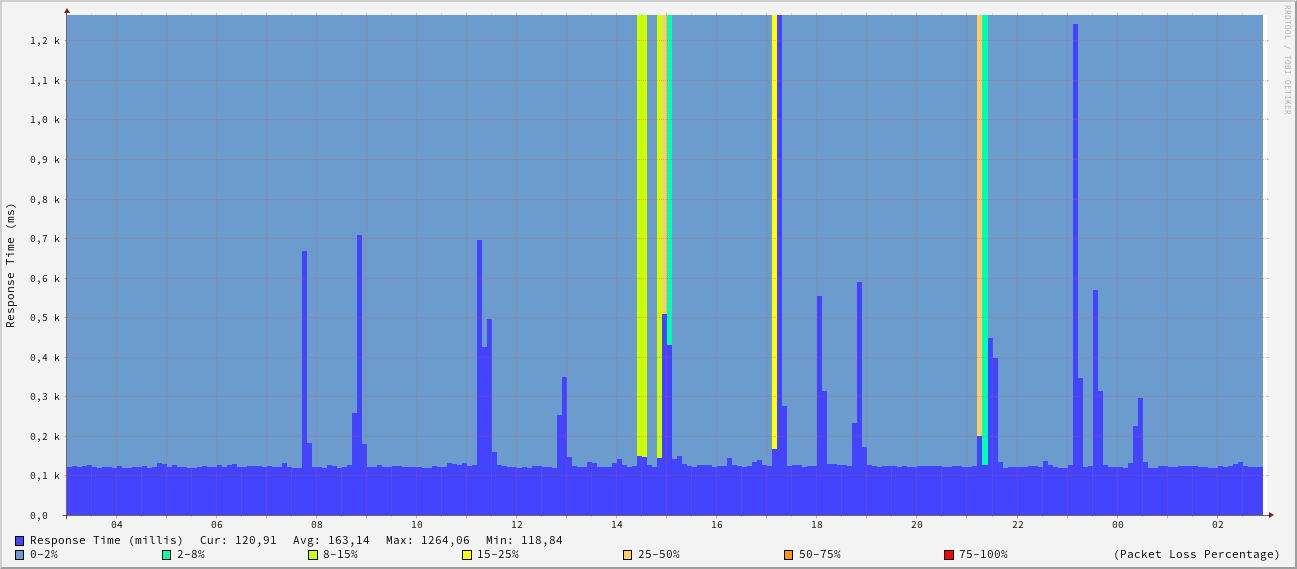 RRDTOOL / TOBI OETIKER
Response Time (ms)
1,2 k
1,1 k
1,0 k
0,9 k
0,8 k
0,7 k
0,6 k
0,5 k
0,4 k
0,3 k
0,2 k
0,1 k
0,0
04 06 08 10 12 14 16 18 20 22 00 02
Response Time (millis) Cur: 120,91 Avg: 163,14 Max: 1264,06 Min: 118,84
0-2% 2-8% 8-15% 15-25% 25-50% 50-75% 75-100% (Packet Loss Percentage)